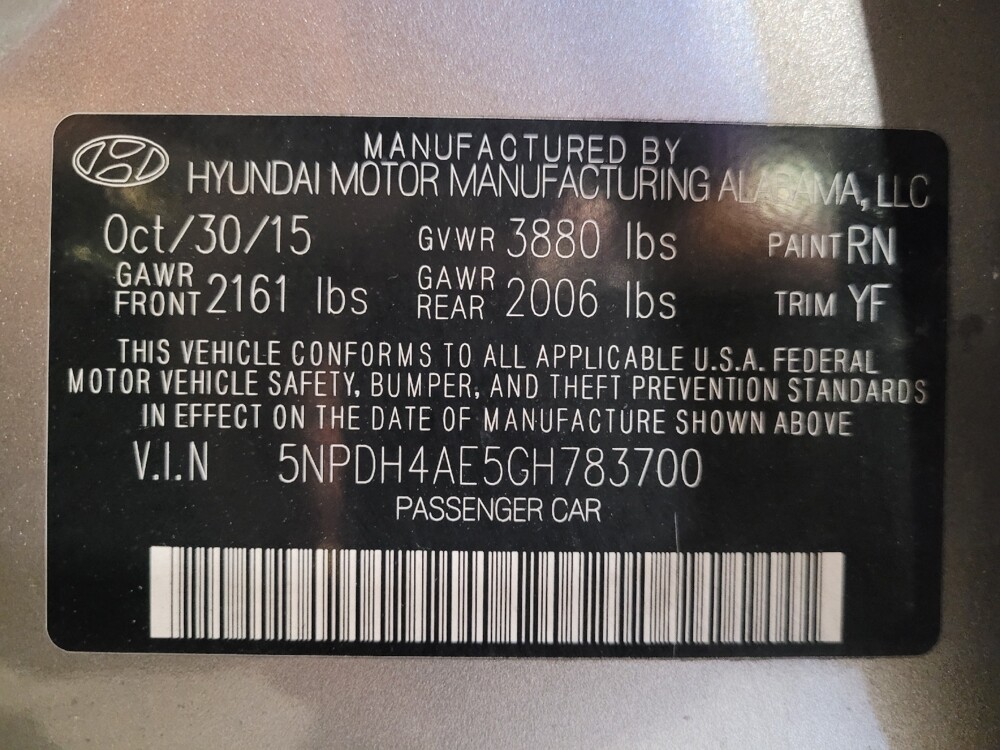 MANUFACTURED BY
HYUNDAI MOTOR MANUFACTURING ALABAMA, LLC
Oct/30/15 GVWR 3880 lbs PAINT RN
GAWR FRONT 2161 lbs GAWR REAR 2006 lbs TRIM YF
THIS VEHICLE CONFORMS TO ALL APPLICABLE U.S.A. FEDERAL
MOTOR VEHICLE SAFETY, BUMPER, AND THEFT PREVENTION STANDARDS
IN EFFECT ON THE DATE OF MANUFACTURE SHOWN ABOVE
V.I.N 5NPDH4AE5GH783700
PASSENGER CAR